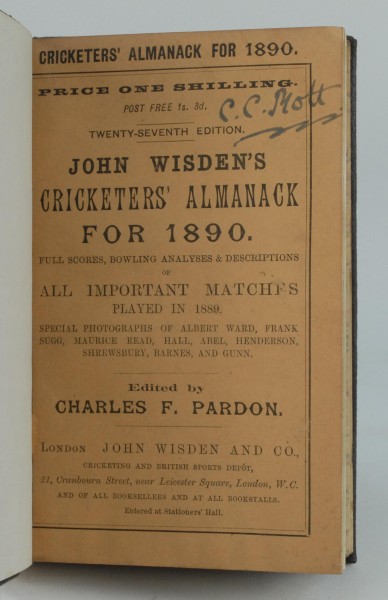 CRICKETERS' ALMANACK FOR 1890.
PRICE ONE SHILLING.
POST FREE 1s. 3d.
C. C. Mott
TWENTY-SEVENTH EDITION.
JOHN WISDEN'S
CRICKETERS' ALMANACK
FOR 1890.
FULL SCORES, BOWLING ANALYSES & DESCRIPTIONS
OF
ALL IMPORTANT MATCHES
PLAYED IN 1889.
SPECIAL PHOTOGRAPHS OF ALBERT WARD, FRANK
SUGG, MAURICE READ, HALL, ABEL, HENDERSON,
SHREWSBURY, BARNES, AND GUNN.
Edited by
CHARLES F. PARDON.
LONDON JOHN WISDEN AND CO.,
CRICKETING AND BRITISH SPORTS DEPÔT,
21, Cranbourn Street, near Leicester Square, London, W.C.
AND OF ALL BOOKSELLERS AND AT ALL BOOKSTALLS.
Entered at Stationers' Hall.